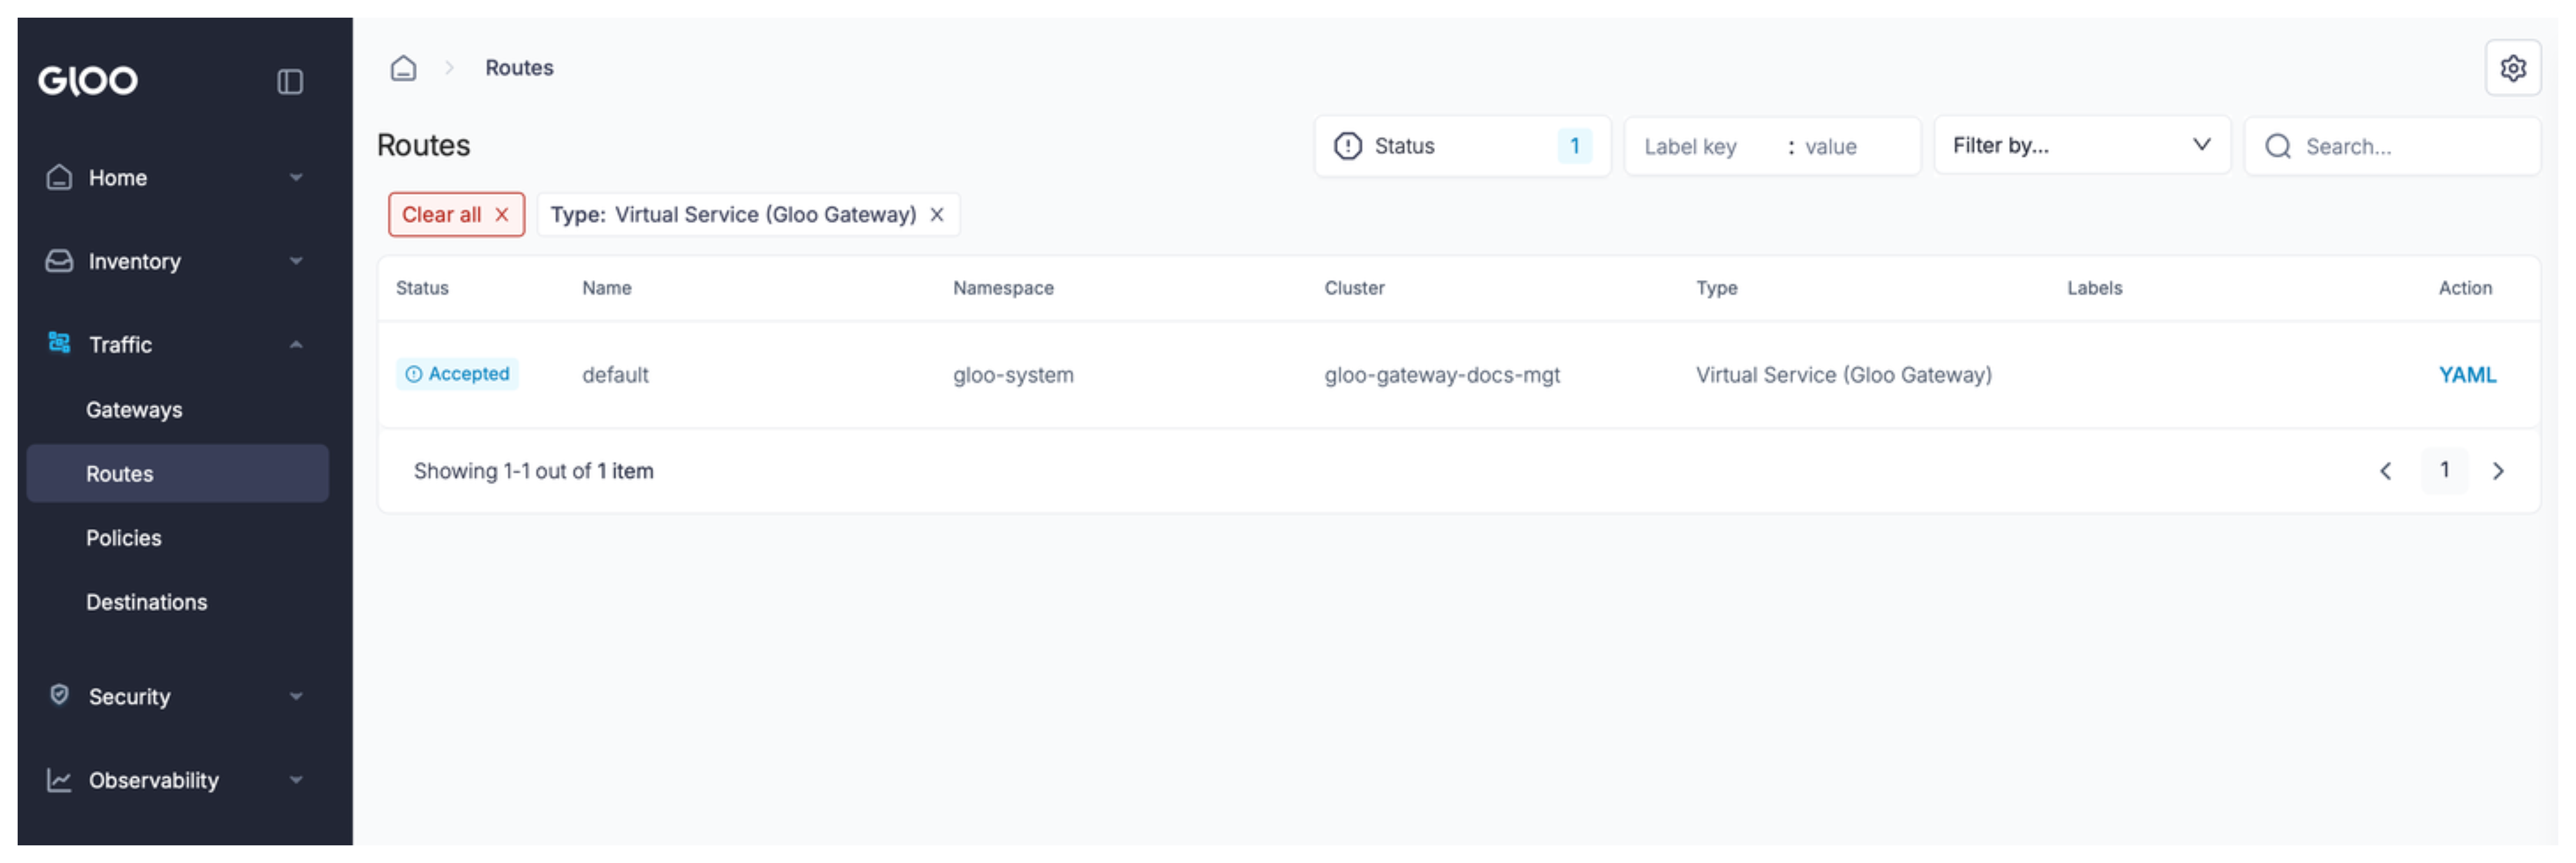 GLOO
Home
Inventory
Traffic
Gateways
Routes
Policies
Destinations
Security
Observability
Routes
Routes
Status 1
Label key : value
Filter by...
Search...
Clear all
Type: Virtual Service (Gloo Gateway)
Status Name Namespace Cluster Type Labels Action
Accepted default gloo-system gloo-gateway-docs-mgt Virtual Service (Gloo Gateway) YAML
Showing 1-1 out of 1 item
1